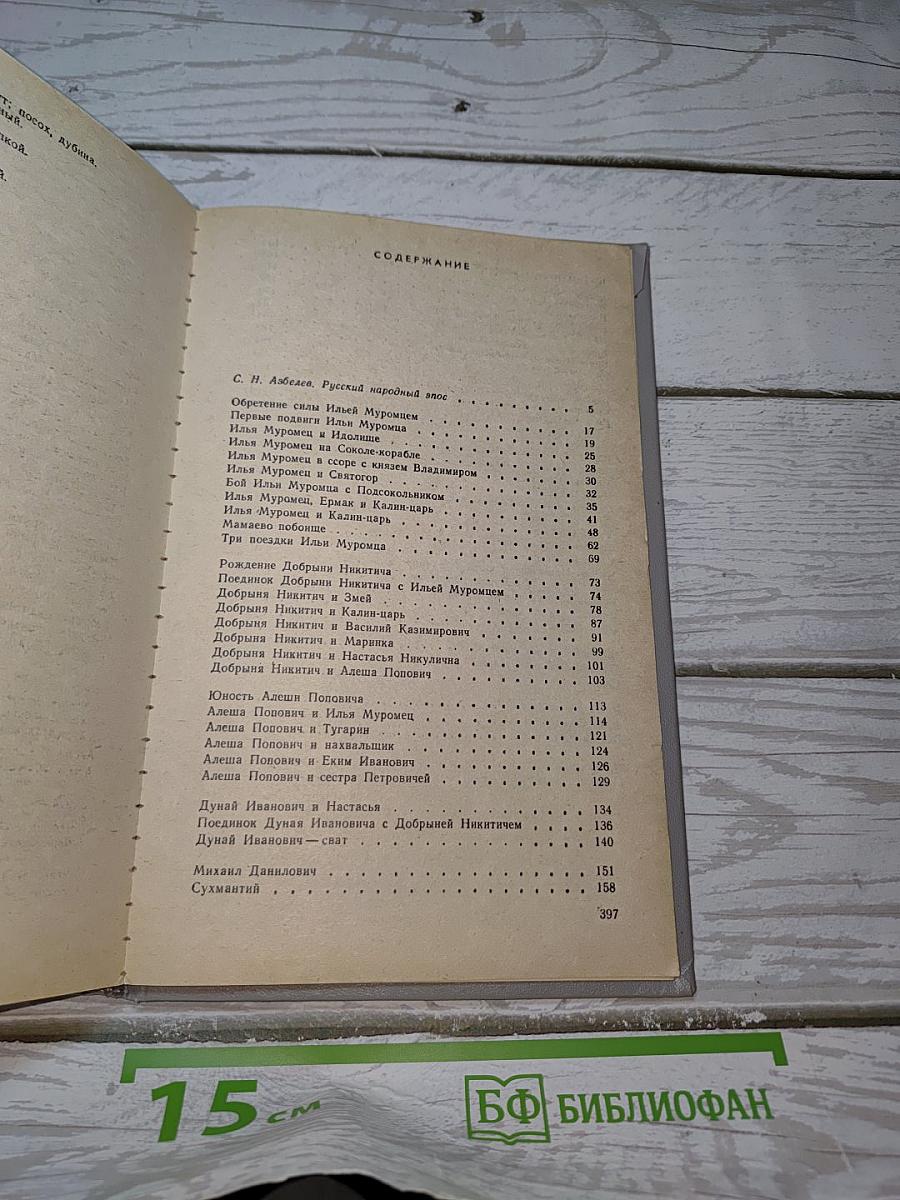 посох, дубина.
СОДЕРЖАНИЕ
С. Н. Азбелев. Русский народный эпос . . . . . . . . 5
Обретение силы Ильей Муромцем . . . . . . . . . 17
Первые подвиги Ильи Муромца . . . . . . . . . 19
Илья Муромец и Идолище . . . . . . . . . . 25
Илья Муромец на Соколе-корабле . . . . . . . . . 28
Илья Муромец в ссоре с князем Владимиром . . . . . . 30
Илья Муромец и Святогор . . . . . . . . . . 32
Бой Ильи Муромца с Подсокольником . . . . . . . . 35
Илья Муромец, Ермак и Калин-царь . . . . . . . . 41
Илья Муромец и Калин-царь . . . . . . . . . . 48
Мамаево побоище . . . . . . . . . . . . 62
Три поездки Ильи Муромца . . . . . . . . . . 69
Рождение Добрыни Никитича . . . . . . . . . . 73
Поединок Добрыни Никитича с Ильей Муромцем . . . . . 74
Добрыня Никитич и Змей . . . . . . . . . . . 78
Добрыня Никитич и Калин-царь . . . . . . . . . 87
Добрыня Никитич и Василий Казимирович . . . . . . . 91
Добрыня Никитич и Маринка . . . . . . . . . . 99
Добрыня Никитич и Настасья Никулична . . . . . . . 101
Добрыня Никитич и Алеша Попович . . . . . . . . 103
Юность Алеши Поповича . . . . . . . . . . . 113
Алеша Попович и Илья Муромец . . . . . . . . . 114
Алеша Попович и Тугарин . . . . . . . . . . . 121
Алеша Попович и нахвальщик . . . . . . . . . . 124
Алеша Попович и Еким Иванович . . . . . . . . . 126
Алеша Попович и сестра Петровичей . . . . . . . . 129
Дунай Иванович и Настасья . . . . . . . . . . 134
Поединок Дуная Ивановича с Добрыней Никитичем . . . . 136
Дунай Иванович — сват . . . . . . . . . . . 140
Михаил Данилович . . . . . . . . . . . . . 151
Сухмантий . . . . . . . . . . . . . . . 158
397
15 см
БФ БИБЛИОФАН